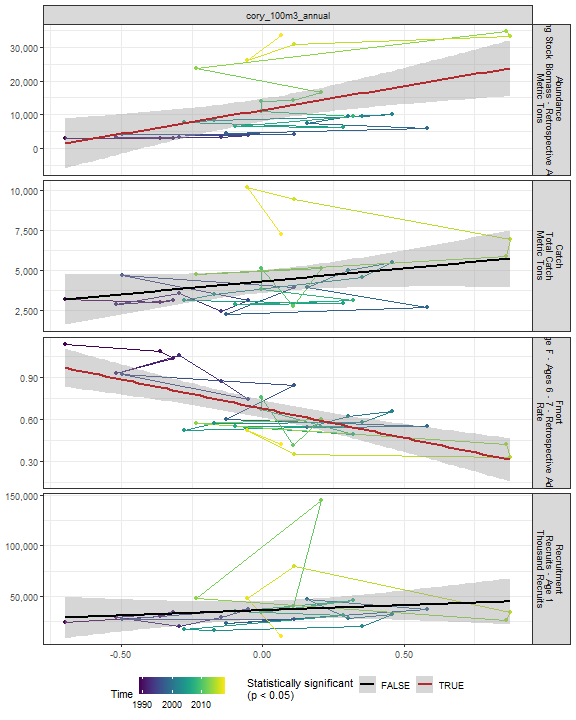 cory_100m3_annual
30,000
20,000
10,000
0
Abundance
ng Stock Biomass - Retrospective A
Metric Tons
10,000
7,500
5,000
2,500
Catch
Total Catch
Metric Tons
0.90
0.60
0.30
Fmort
ge F - Ages 6 - 7 - Retrospective Ad
Rate
150,000
100,000
50,000
Recruitment
Recruits - Age 1
Thousand Recruits
-0.50
0.00
0.50
Time
1990 2000 2010
Statistically significant
(p < 0.05)
FALSE
TRUE